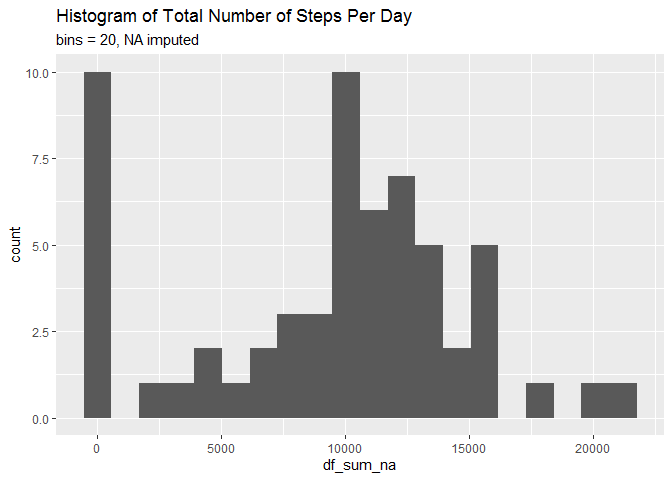 Histogram of Total Number of Steps Per Day
bins = 20, NA imputed
10.0
7.5
5.0
2.5
0.0
count
0 5000 10000 15000 20000
df_sum_na